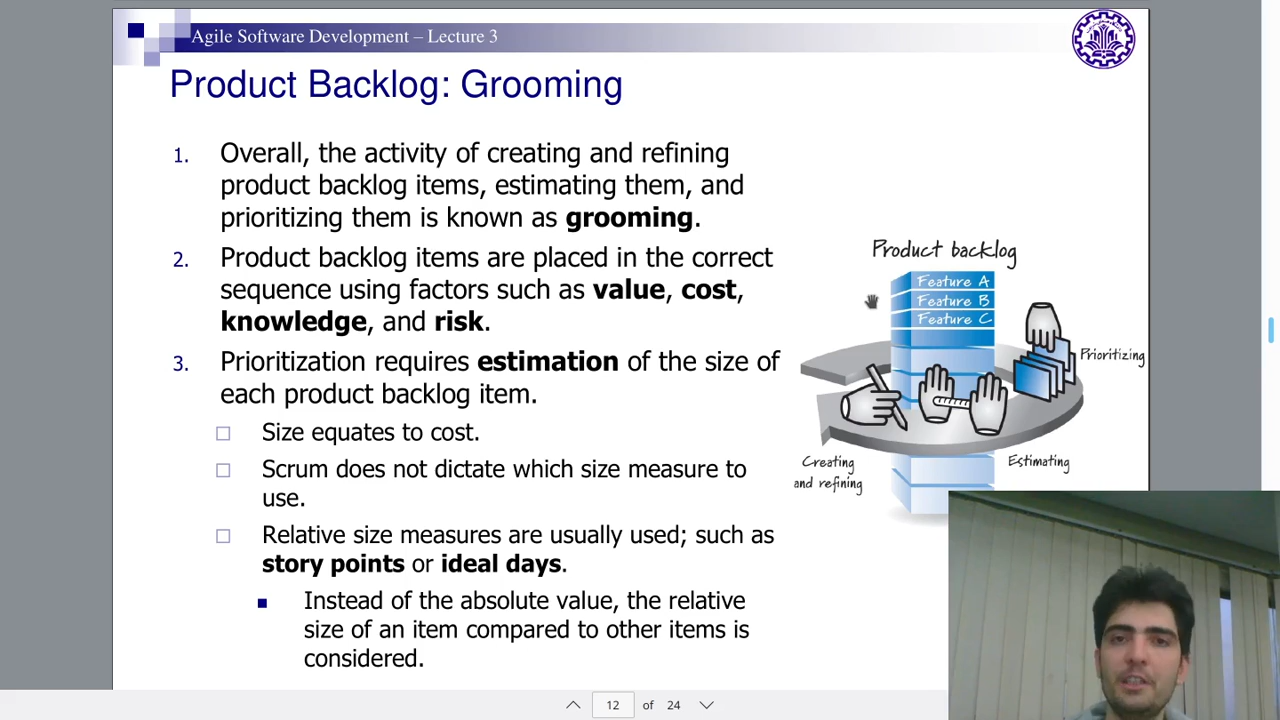 Agile Software Development – Lecture 3
Product Backlog: Grooming
1. Overall, the activity of creating and refining
product backlog items, estimating them, and
prioritizing them is known as grooming.
2. Product backlog items are placed in the correct
sequence using factors such as value, cost,
knowledge, and risk.
3. Prioritization requires estimation of the size of
each product backlog item.
Size equates to cost.
Scrum does not dictate which size measure to
use.
Relative size measures are usually used; such as
story points or ideal days.
Instead of the absolute value, the relative
size of an item compared to other items is
considered.
Product backlog
Feature A
Feature B
Feature C
Prioritizing
Creating
and refining
Estimating
12 of 24